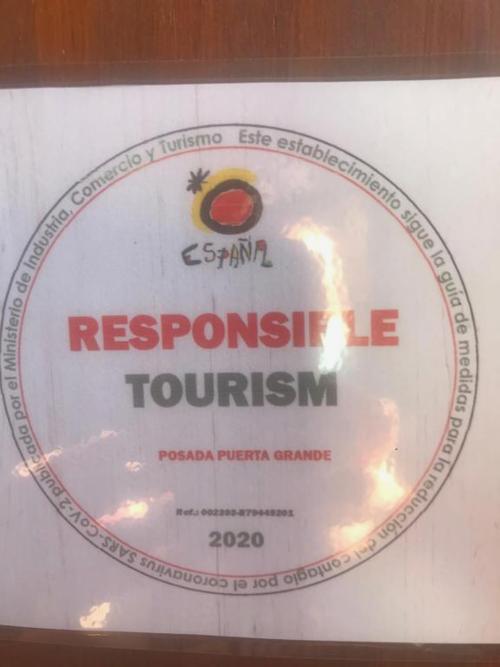 Este establecimiento sigue la guía de medidas para la reducción del contagio por el coronavirus SARS-CoV-2 publicada por el Ministerio de Industria, Comercio y Turismo
ESPAÑA
RESPONSIBLE
TOURISM
POSADA PUERTA GRANDE
Ref.:
2020